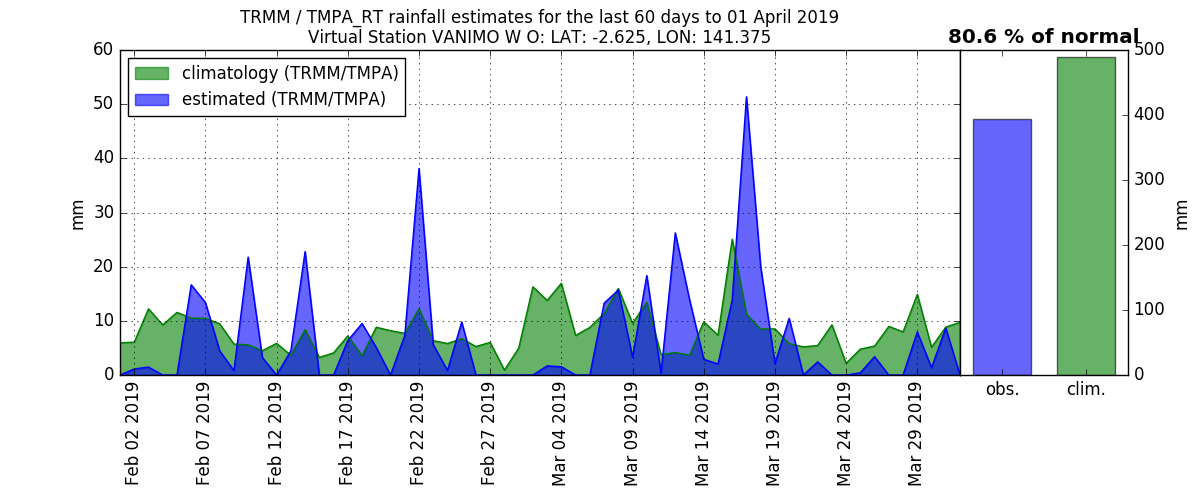 TRMM / TMPA_RT rainfall estimates for the last 60 days to 01 April 2019
Virtual Station VANIMO W O: LAT: -2.625, LON: 141.375
80.6 % of normal
climatology (TRMM/TMPA)
estimated (TRMM/TMPA)
60
50
40
30
20
10
0
mm
500
400
300
200
100
0
mm
obs.
clim.
Feb 02 2019
Feb 07 2019
Feb 12 2019
Feb 17 2019
Feb 22 2019
Feb 27 2019
Mar 04 2019
Mar 09 2019
Mar 14 2019
Mar 19 2019
Mar 24 2019
Mar 29 2019